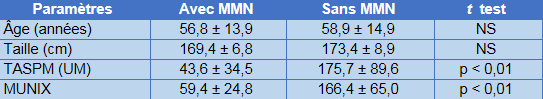 Paramètres Avec MMN Sans MMN t test
Âge (années) 56,8 ± 13,9 58,9 ± 14,9 NS
Taille (cm) 169,4 ± 6,8 173,4 ± 8,9 NS
TASPM (UM) 43,6 ± 34,5 175,7 ± 89,6 p < 0,01
MUNIX 59,4 ± 24,8 166,4 ± 65,0 p < 0,01